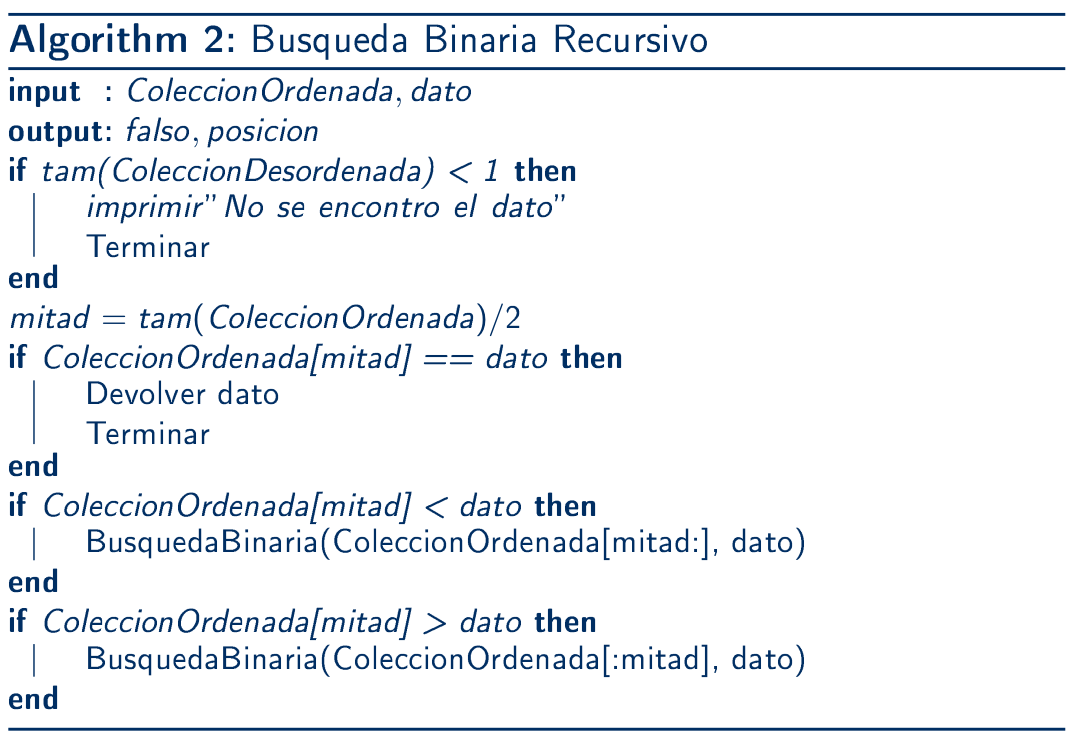 Algorithm 2: Busqueda Binaria Recursivo
input : ColeccionOrdenada, dato
output: falso, posicion
if tam(ColeccionDesordenada) < 1 then
imprimir" No se encontro el dato"
Terminar
end
mitad = tam(ColeccionOrdenada)/2
if ColeccionOrdenada[mitad] == dato then
Devolver dato
Terminar
end
if ColeccionOrdenada[mitad] < dato then
BusquedaBinaria(ColeccionOrdenada[mitad:], dato)
end
if ColeccionOrdenada[mitad] > dato then
BusquedaBinaria(ColeccionOrdenada[:mitad], dato)
end